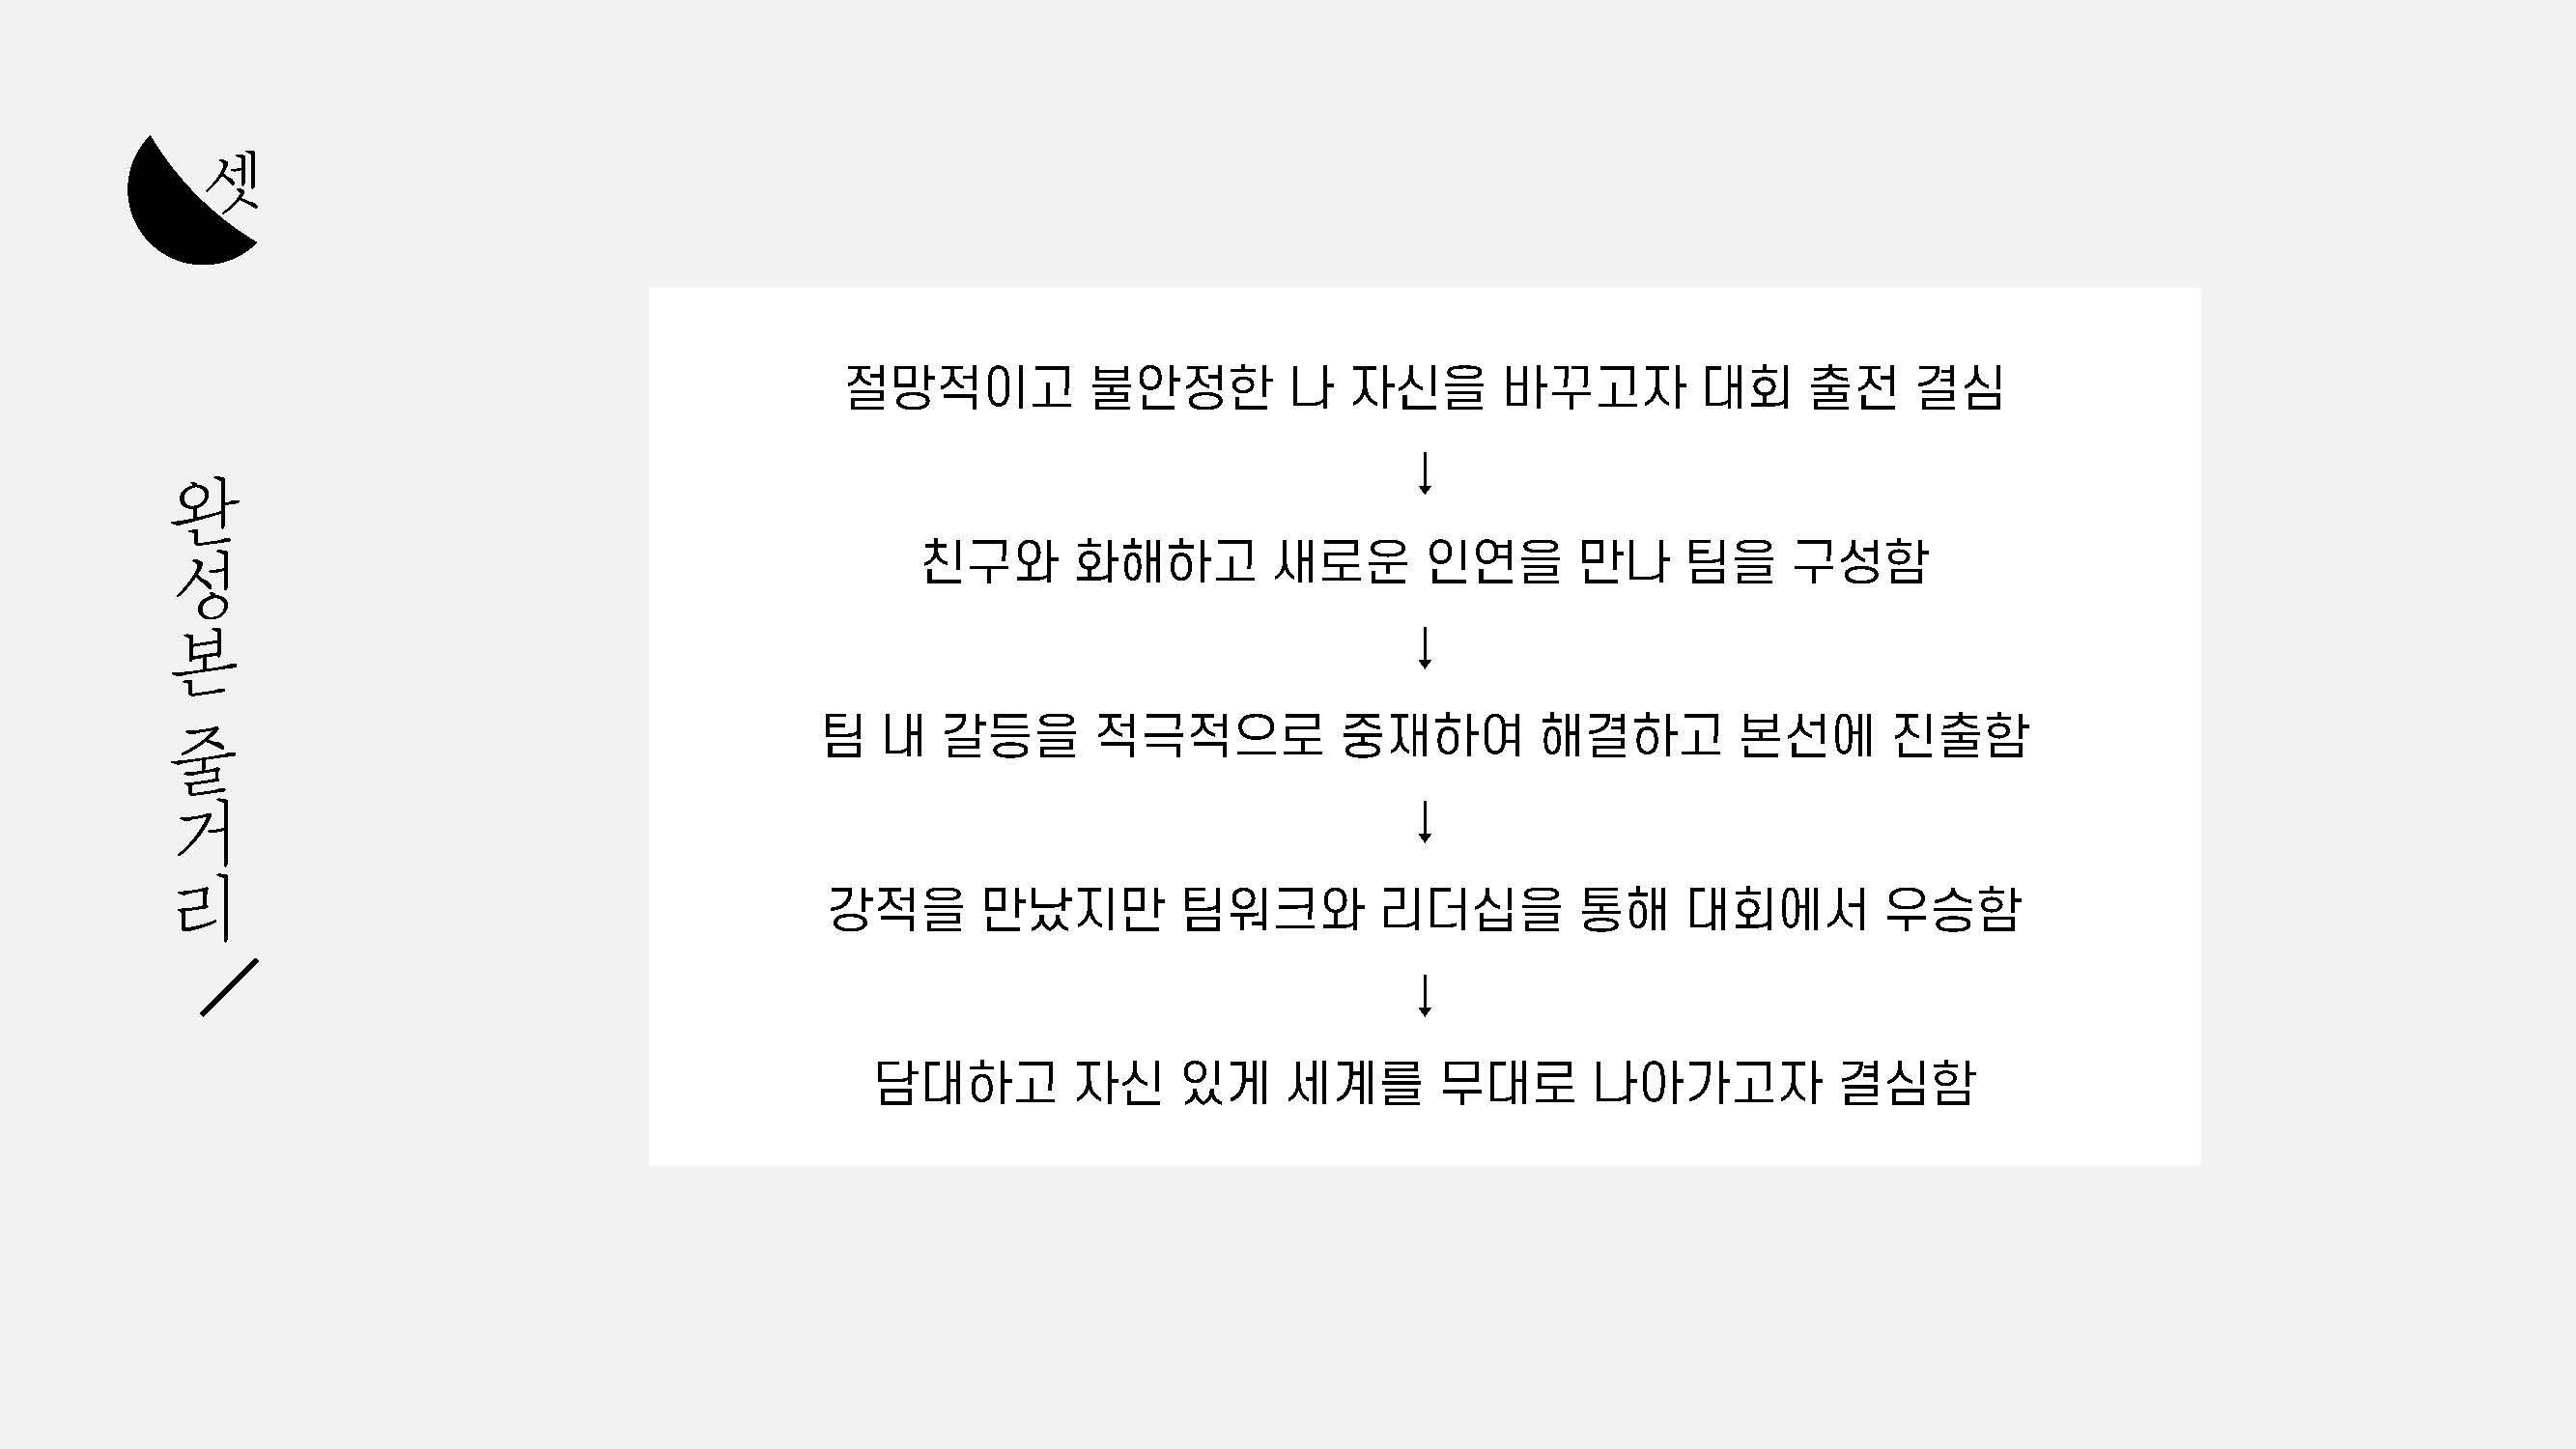 셋
완성본 줄거리
절망적이고 불안정한 나 자신을 바꾸고자 대회 출전 결심
↓
친구와 화해하고 새로운 인연을 만나 팀을 구성함
↓
팀 내 갈등을 적극적으로 중재하여 해결하고 본선에 진출함
↓
강적을 만났지만 팀워크와 리더십을 통해 대회에서 우승함
↓
담대하고 자신 있게 세계를 무대로 나아가고자 결심함